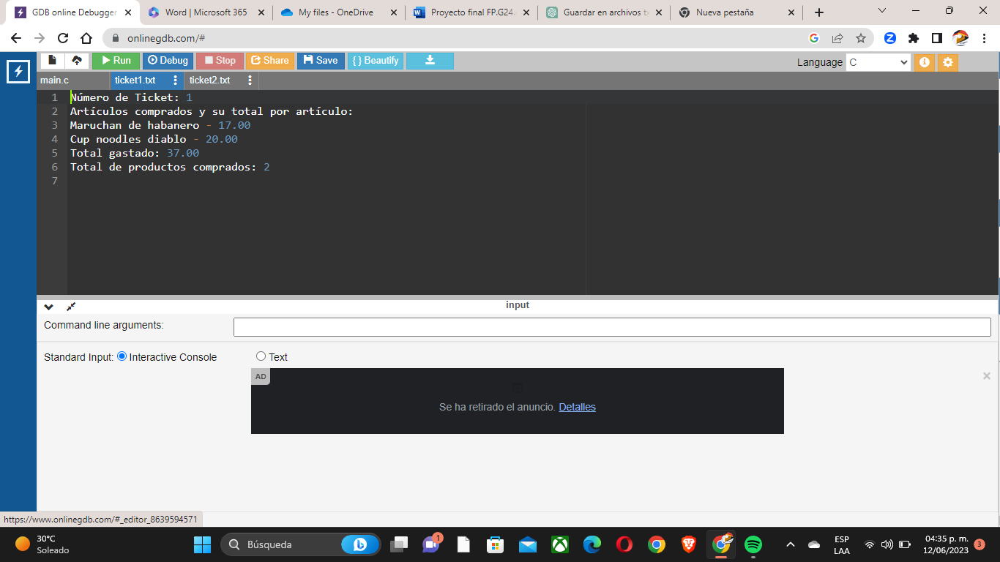 GDB online Debugger
Word | Microsoft 365
My files - OneDrive
Proyecto final FP.G24.
Guardar en archivos tx
Nueva pestaña
onlinegdb.com/#
Run
Debug
Stop
Share
Save
{ } Beautify
Language
C
main.c
ticket1.txt
ticket2.txt
1 Número de Ticket: 1
2 Artículos comprados y su total por artículo:
3 Maruchan de habanero - 17.00
4 Cup noodles diablo - 20.00
5 Total gastado: 37.00
6 Total de productos comprados: 2
7
input
Command line arguments:
Standard Input: Interactive Console Text
AD
Se ha retirado el anuncio. Detalles
https://www.onlinegdb.com/#_editor_8639594571
30°C
Soleado
Búsqueda
1
ESP
LAA
04:35 p. m.
12/06/2023
3